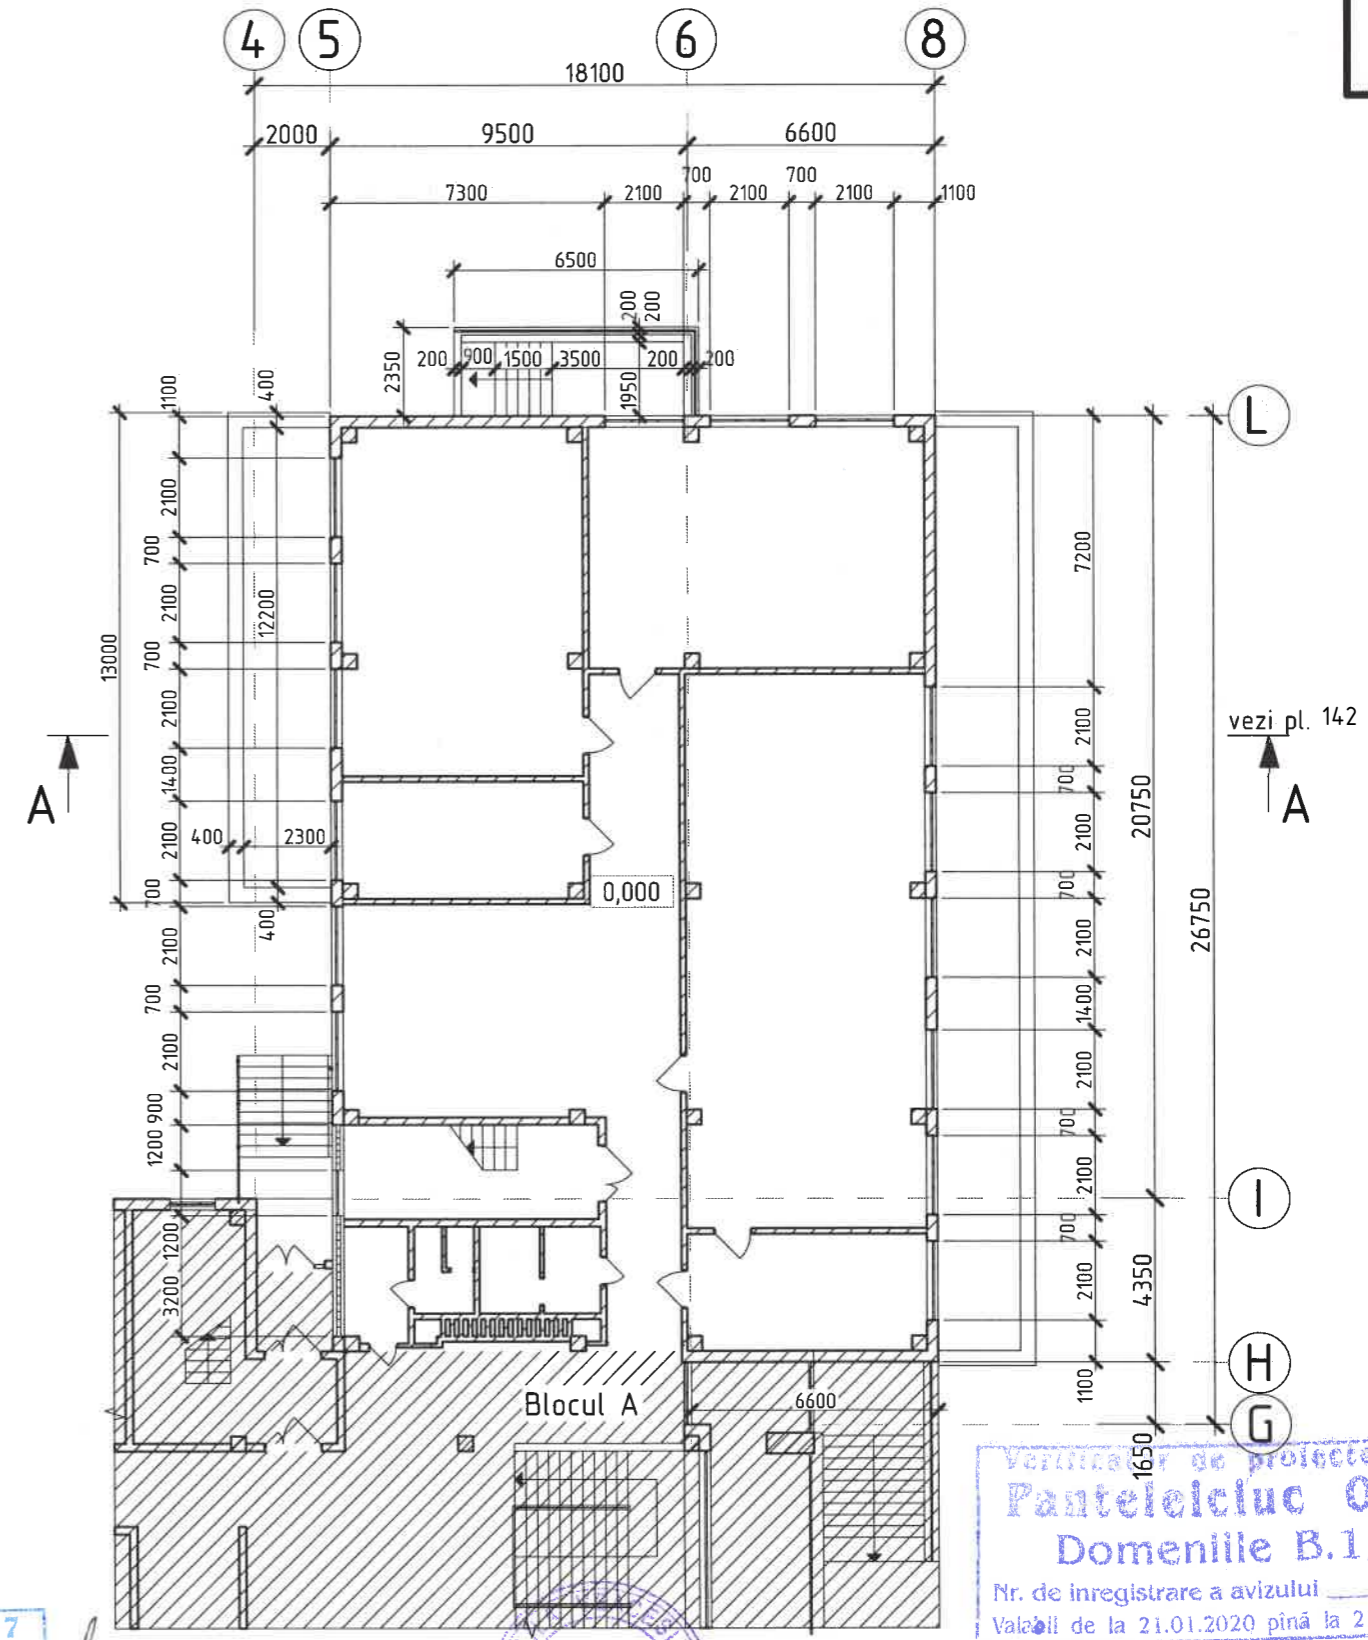 4 5 6 8
18100
2000 9500 6600
700 700
7300 2100 2100 2100 1100
6500
200 200
2350
200 900 1500 3500 200 200
1950
1100 400
L
2100
700
2100
12200
13000
700
2100
1400
400 2300
2100
700
400
2100
700
2100
900
1200
1200
3200
7200
2100
700
2100
700
2100
1400
2100
700
2100
700
2100
1100
20750
26750
4350
1650
vezi pl. 142
A A
0,000
I
H
G
Blocul A
6600
Verificator de proiecte
Panteleiciuc
Domeniile B.1
Nr. de inregistrare a avizului
Valabil de la 21.01.2020 pînă la 2
7